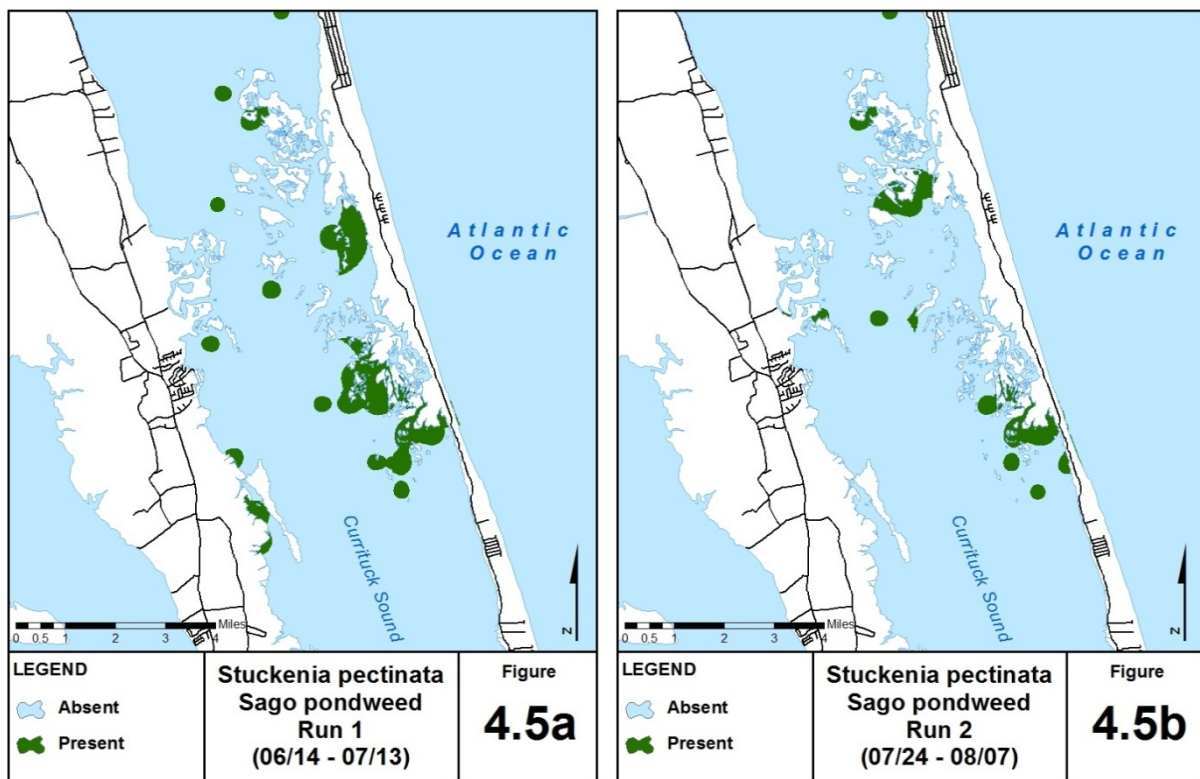 Atlantic
Ocean
Currituck Sound
Miles
0 0.5 1 2 3 4
N
LEGEND
Absent
Present
Stuckenia pectinata
Sago pondweed
Run 1
(06/14 - 07/13)
Figure
4.5a
Atlantic
Ocean
Currituck Sound
Miles
0 0.5 1 2 3 4
N
LEGEND
Absent
Present
Stuckenia pectinata
Sago pondweed
Run 2
(07/24 - 08/07)
Figure
4.5b